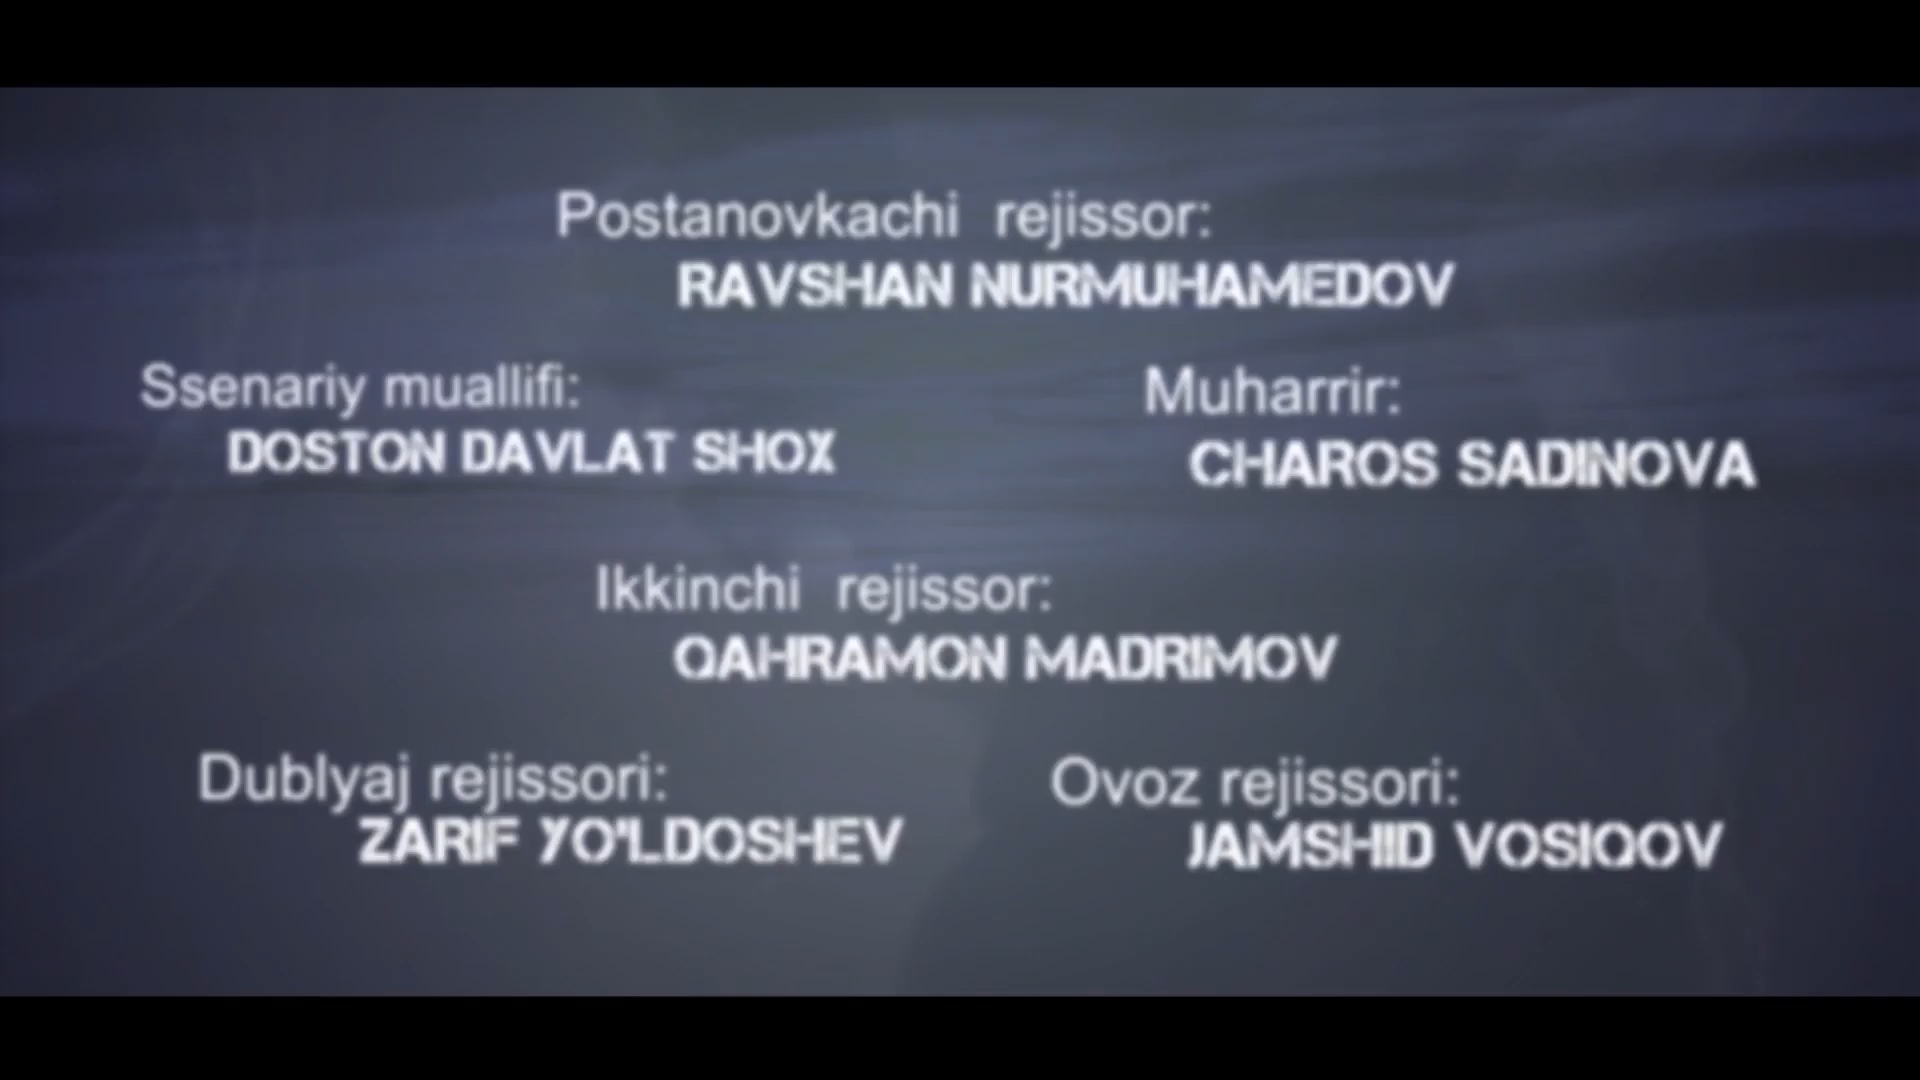 Postanovkachi rejissor:
RAVSHAN NURMUHAMEDOV
Ssenariy muallifi:
DOSTON DAVLAT SHOX
Muharrir:
CHAROS SADINOVA
Ikkinchi rejissor:
QAHRAMON MADRIMOV
Dublyaj rejissori:
ZARIF YO'LDOSHEV
Ovoz rejissori:
JAMSHID VOSIQOV